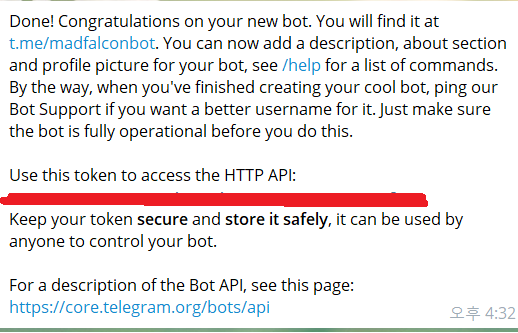 Done! Congratulations on your new bot. You will find it at
t.me/madfalconbot. You can now add a description, about section
and profile picture for your bot, see /help for a list of commands.
By the way, when you've finished creating your cool bot, ping our
Bot Support if you want a better username for it. Just make sure
the bot is fully operational before you do this.
Use this token to access the HTTP API:
Keep your token secure and store it safely, it can be used by
anyone to control your bot.
For a description of the Bot API, see this page:
https://core.telegram.org/bots/api
오후 4:32